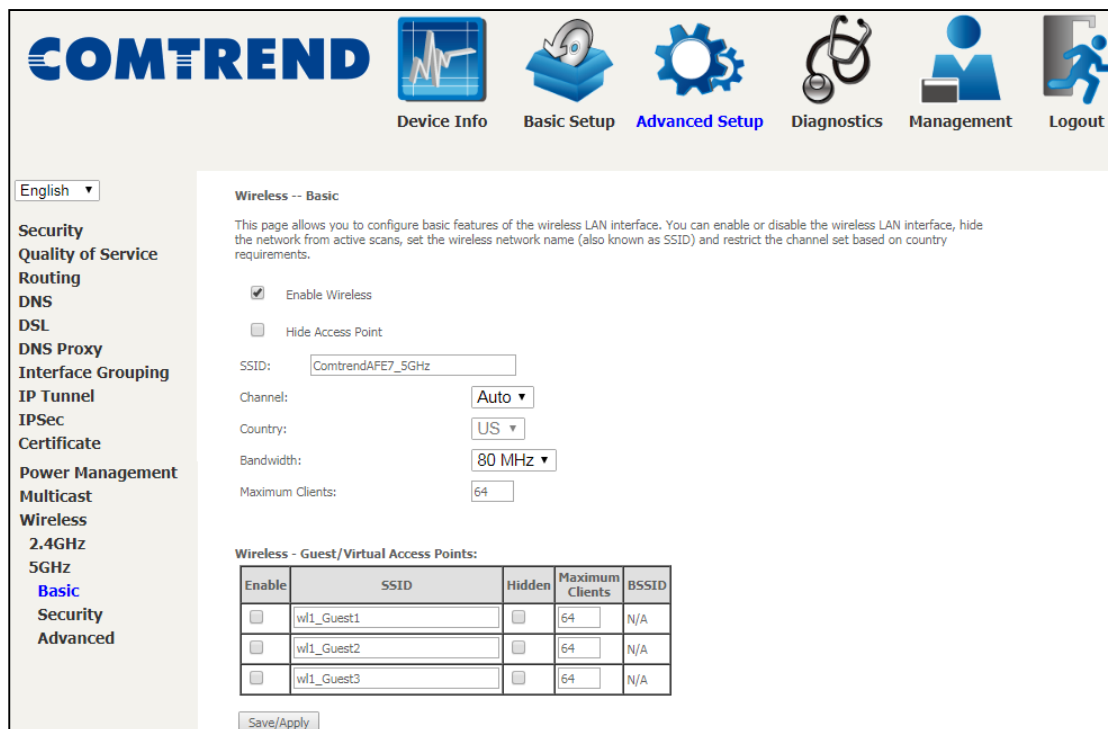 COMTREND
Device Info Basic Setup Advanced Setup Diagnostics Management Logout
English
Security
Quality of Service
Routing
DNS
DSL
DNS Proxy
Interface Grouping
IP Tunnel
IPSec
Certificate
Power Management
Multicast
Wireless
2.4GHz
5GHz
Basic
Security
Advanced
Wireless -- Basic
This page allows you to configure basic features of the wireless LAN interface. You can enable or disable the wireless LAN interface, hide
the network from active scans, set the wireless network name (also known as SSID) and restrict the channel set based on country
requirements.
Enable Wireless
Hide Access Point
SSID: ComtrendAFE7_5GHz
Channel: Auto
Country: US
Bandwidth: 80 MHz
Maximum Clients: 64
Wireless - Guest/Virtual Access Points:
Enable SSID Hidden Maximum Clients BSSID
wl1_Guest1 64 N/A
wl1_Guest2 64 N/A
wl1_Guest3 64 N/A
Save/Apply